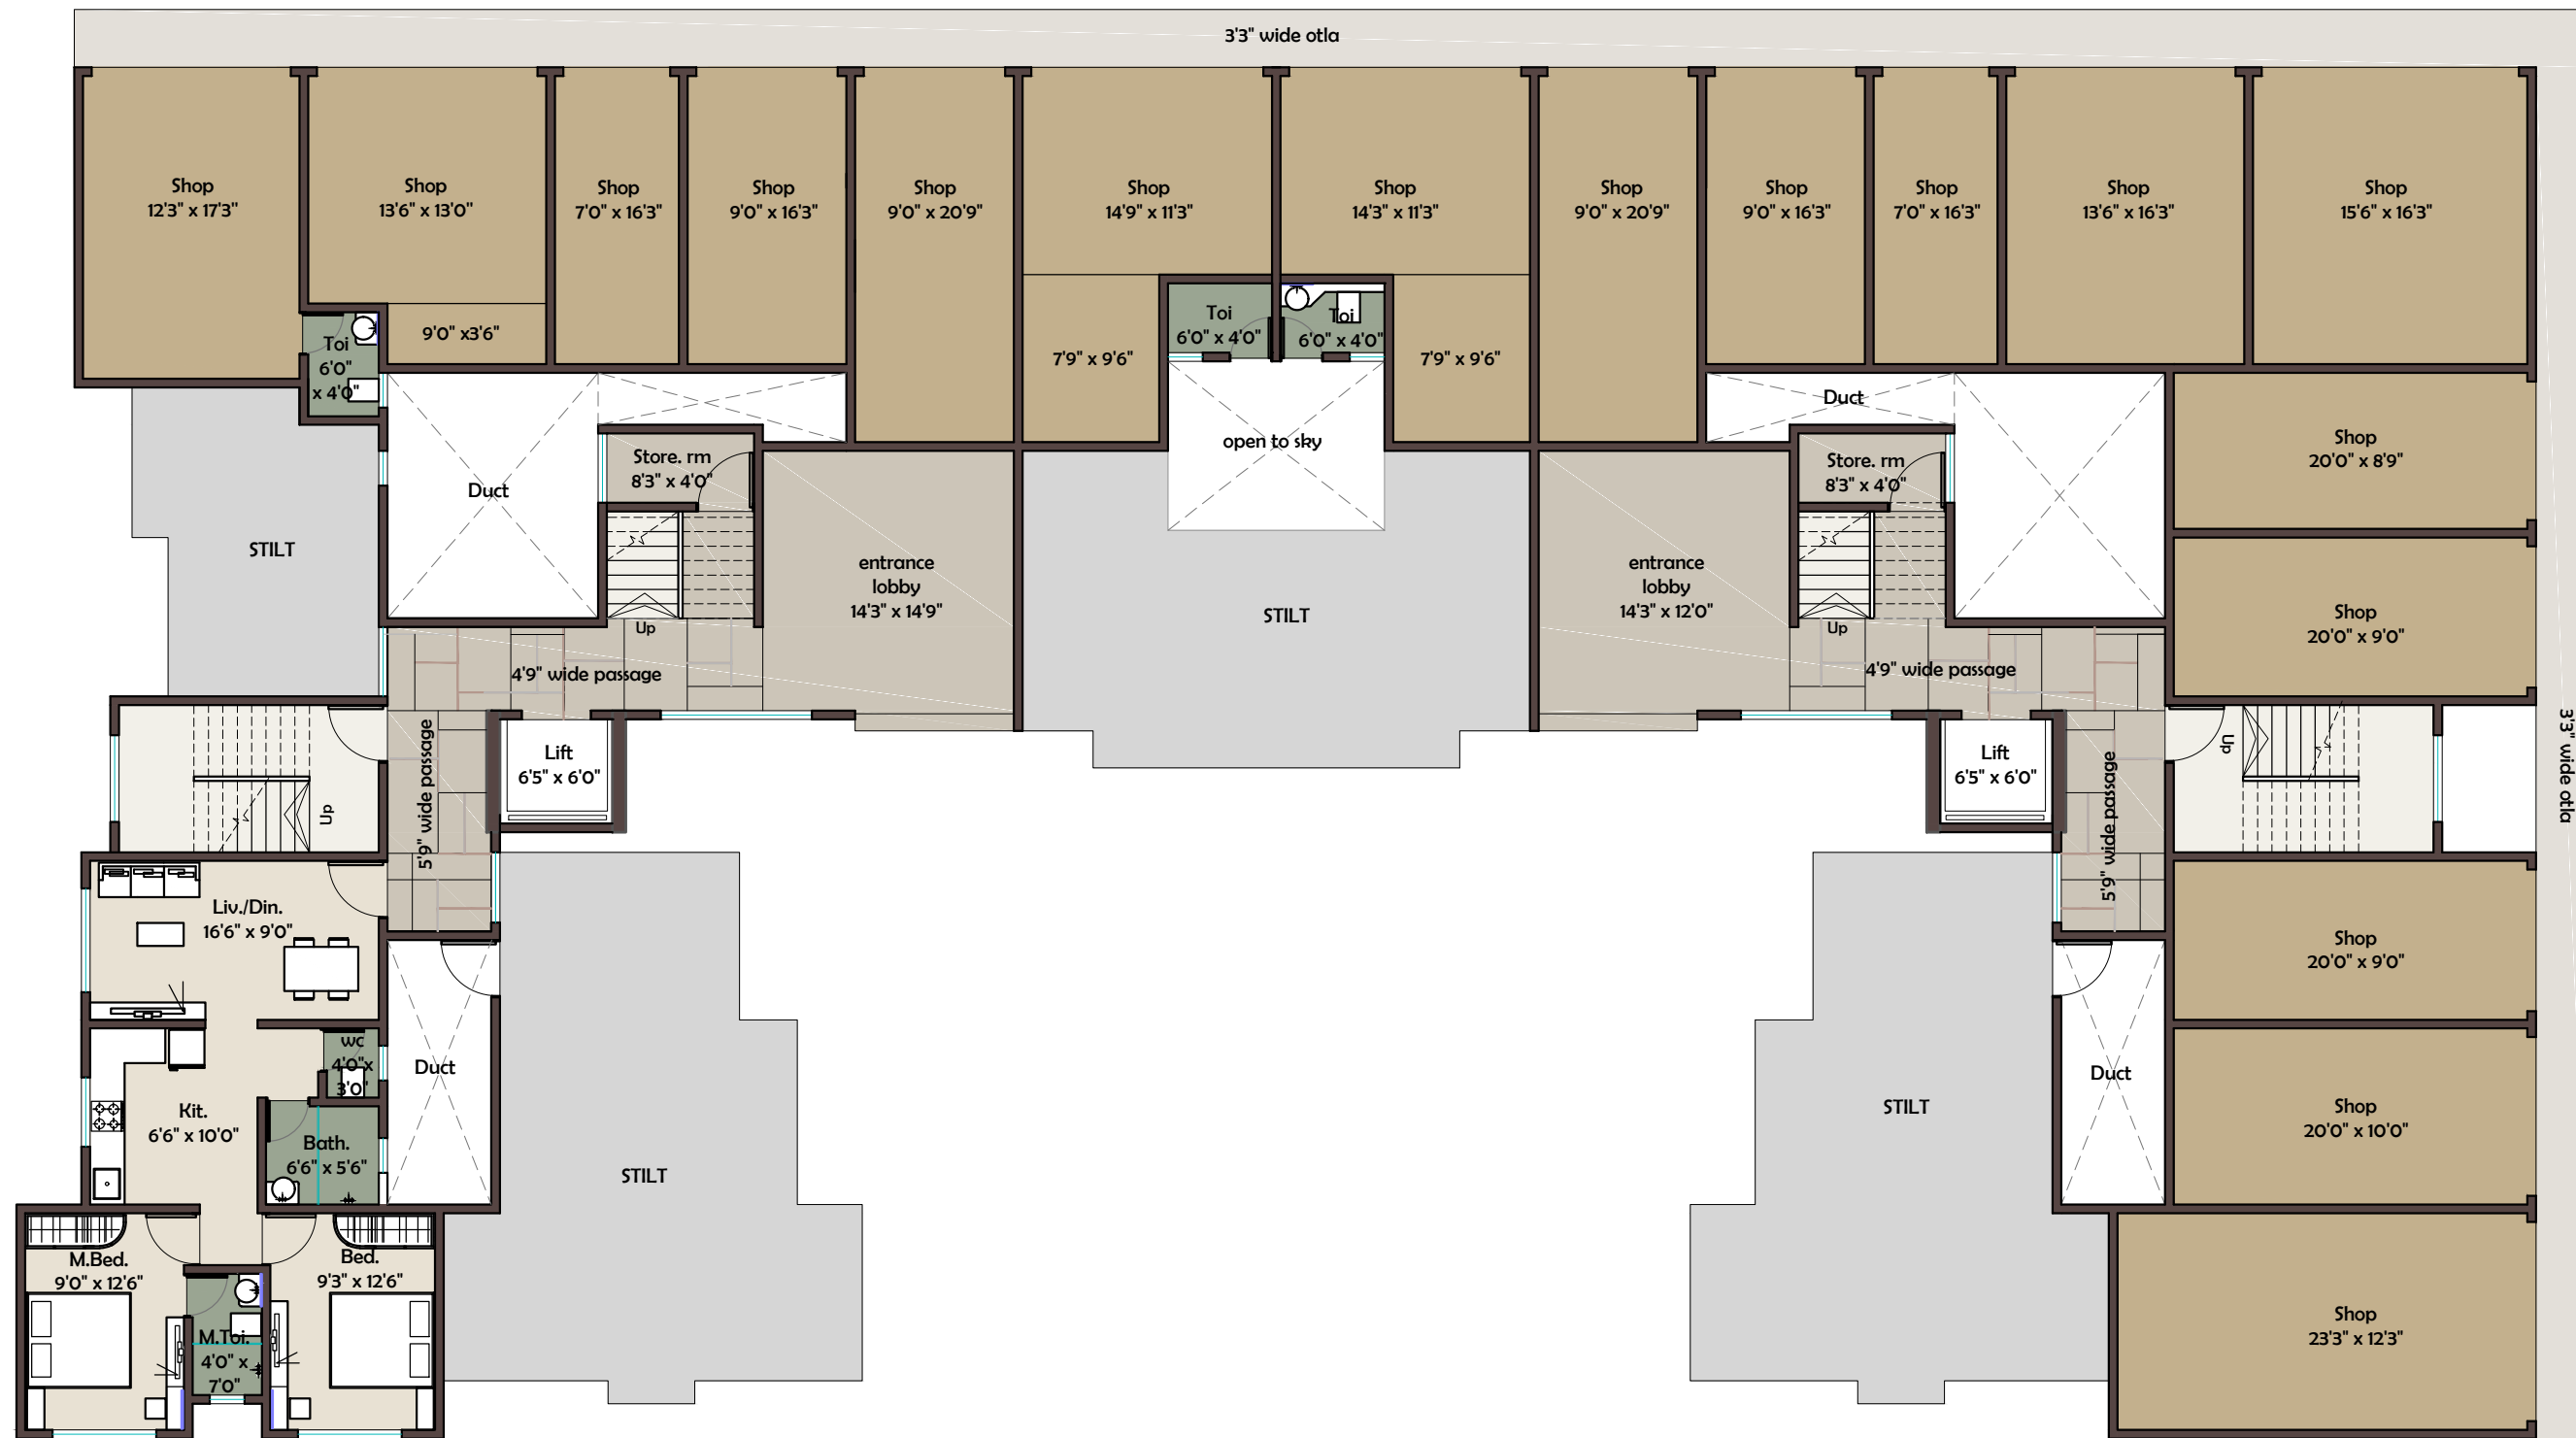 3'3" wide otla
Shop
12'3" x 17'3"
Shop
13'6" x 13'0"
Shop
7'0" x 16'3"
Shop
9'0" x 16'3"
Shop
9'0" x 20'9"
Shop
14'9" x 11'3"
Shop
14'3" x 11'3"
Shop
9'0" x 20'9"
Shop
9'0" x 16'3"
Shop
7'0" x 16'3"
Shop
13'6" x 16'3"
Shop
15'6" x 16'3"
Toi
6'0"
x 4'0"
9'0" x3'6"
7'9" x 9'6"
Toi
6'0" x 4'0"
Toi
6'0" x 4'0"
7'9" x 9'6"
open to sky
Duct
Store. rm
8'3" x 4'0"
Duct
Store. rm
8'3" x 4'0"
Shop
20'0" x 8'9"
STILT
entrance
lobby
14'3" x 14'9"
STILT
entrance
lobby
14'3" x 12'0"
Shop
20'0" x 9'0"
Up
4'9" wide passage
Up
4'9" wide passage
Up
5'9" wide passage
Lift
6'5" x 6'0"
Lift
6'5" x 6'0"
5'9" wide passage
Up
3'3" wide otla
Liv./Din.
16'6" x 9'0"
Shop
20'0" x 9'0"
wc
4'0"x
3'0"
Kit.
6'6" x 10'0"
Bath.
6'6" x 5'6"
Duct
STILT
STILT
Duct
Shop
20'0" x 10'0"
M.Bed.
9'0" x 12'6"
Bed.
9'3" x 12'6"
M.Toi.
4'0" x
7'0"
Shop
23'3" x 12'3"